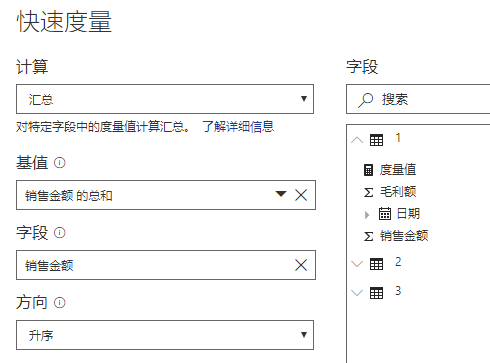 快速度量
计算
汇总
对特定字段中的度量值计算汇总。 了解详细信息
基值
销售金额 的总和
字段
销售金额
方向
升序
字段
搜索
1
度量值
毛利额
日期
销售金额
2
3